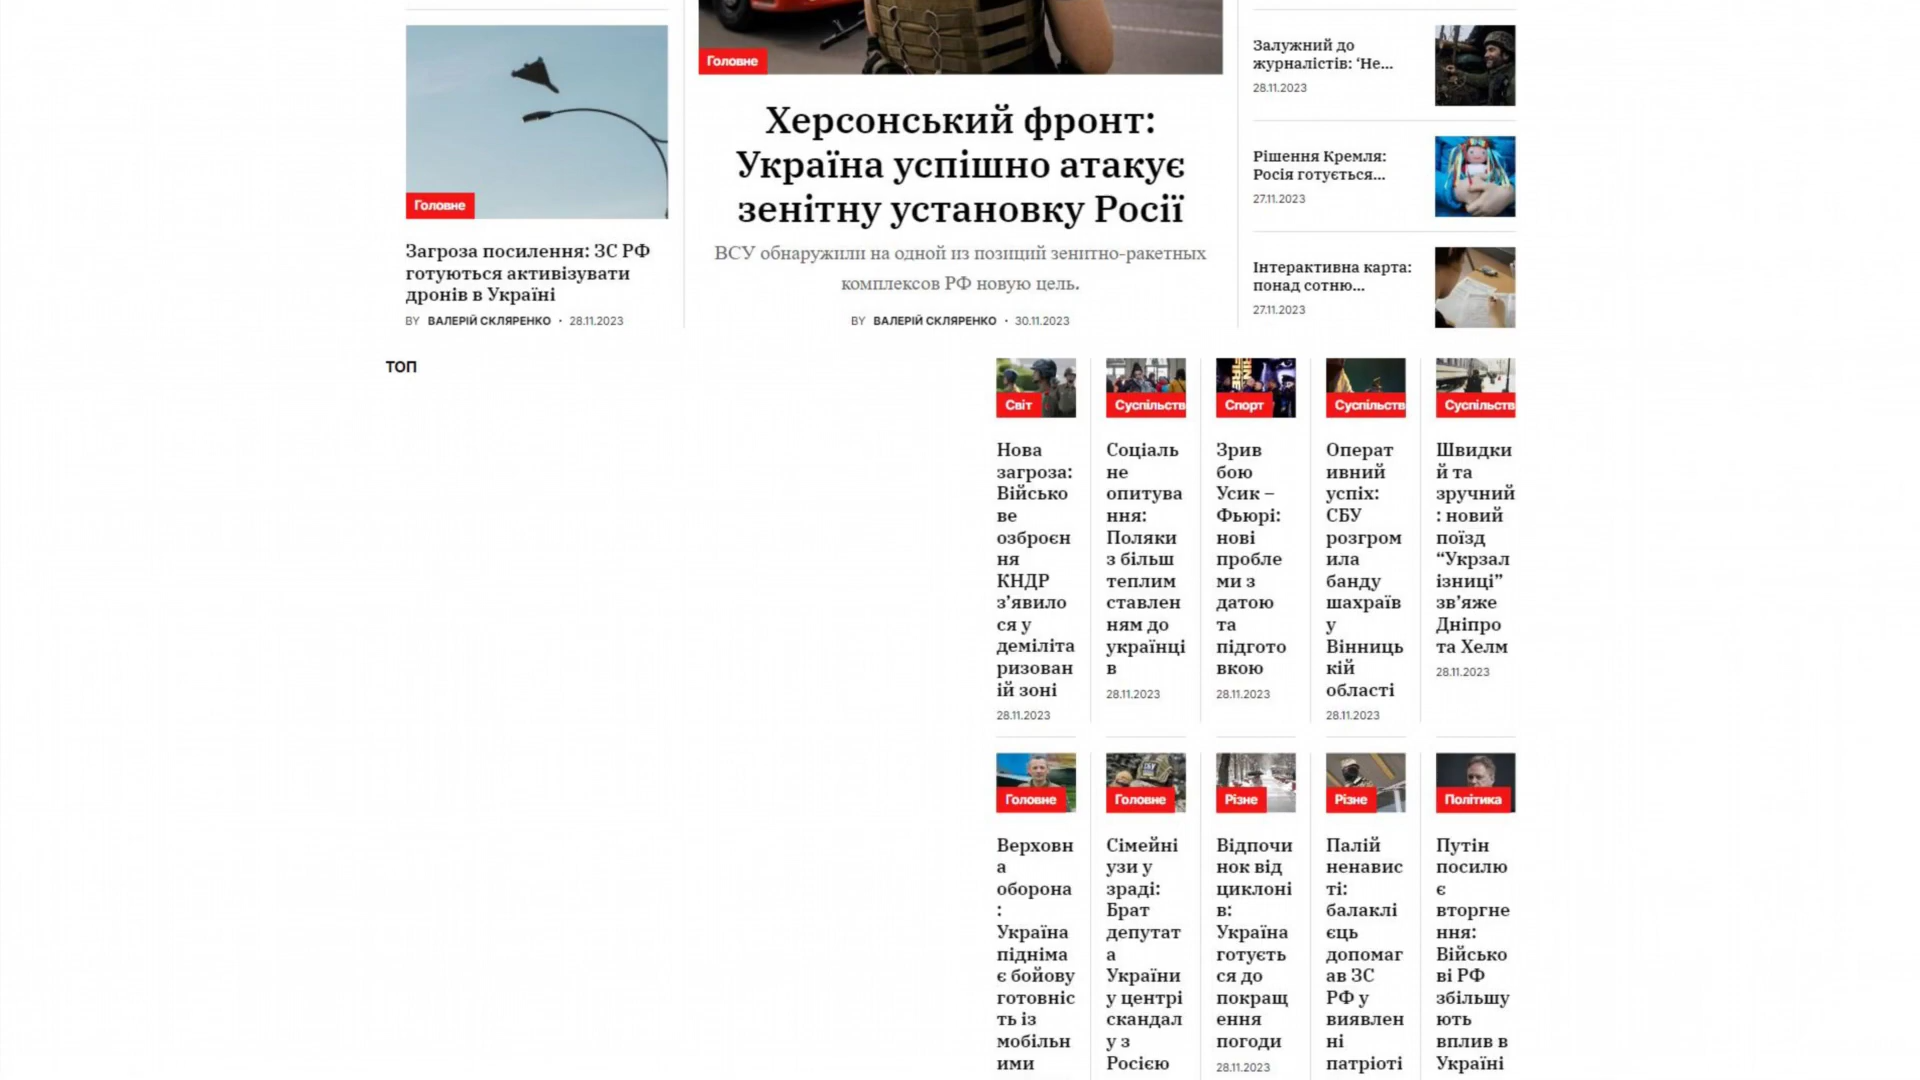 Головне
Загроза посилення: ЗС РФ
готуються активізувати
дронів в Україні
BY ВАЛЕРІЙ СКЛЯРЕНКО · 28.11.2023
Головне
Херсонський фронт:
Україна успішно атакує
зенітну установку Росії
ВСУ обнаружили на одной из позиций зенитно-ракетных
комплексов РФ новую цель.
BY ВАЛЕРІЙ СКЛЯРЕНКО · 30.11.2023
Залужний до
журналістів: ‘Не...
28.11.2023
Рішення Кремля:
Росія готується...
27.11.2023
Інтерактивна карта:
понад сотню...
27.11.2023
ТОП
Світ
Нова
загроза:
Військо
ве
озброєн
ня
КНДР
з’явило
ся у
деміліта
ризован
ій зоні
28.11.2023
Суспільств
Соціаль
не
опитува
ння:
Поляки
з більш
теплим
ставлен
ням до
українці
в
28.11.2023
Спорт
Зрив
бою
Усик –
Фьюрі:
нові
пробле
ми з
датою
та
підгото
вкою
28.11.2023
Суспільств
Операт
ивний
успіх:
СБУ
розгром
ила
банду
шахраїв
у
Вінниць
кій
області
28.11.2023
Суспільств
Швидки
й та
зручний
: новий
поїзд
“Укрзал
ізниці”
зв’яже
Дніпро
та Хелм
28.11.2023
Головне
Верховн
а
оборона
:
Україна
підніма
є бойову
готовніс
ть із
мобільн
ими
Головне
Сімейні
узи у
зраді:
Брат
депутат
а
України
у центрі
скандал
у з
Росією
Різне
Відпочи
нок від
циклоні
в:
Україна
готуєть
ся до
покращ
ення
погоди
28.11.2023
Різне
Палій
ненавис
ті:
балаклі
єць
допомаг
ав ЗС
РФ у
виявлен
ні
патріоті
Політика
Путін
посилю
є
вторгне
ння:
Військо
ві РФ
збільшу
ють
вплив в
Україні